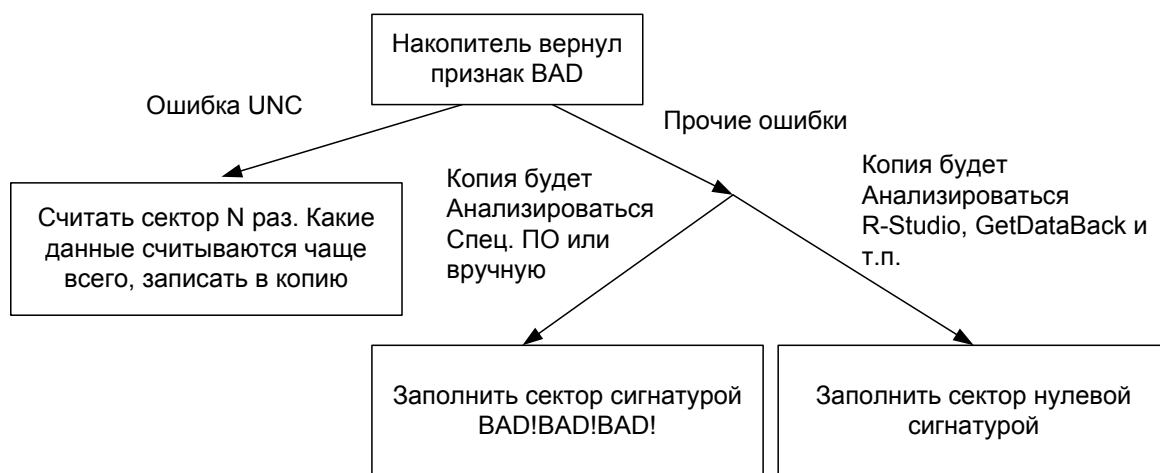 Накопитель вернул
признак BAD
Ошибка UNC
Прочие ошибки
Считать сектор N раз. Какие
данные считываются чаще
всего, записать в копию
Копия будет
Анализироваться
Спец. ПО или
вручную
Копия будет
Анализироваться
R-Studio, GetDataBack и
т.п.
Заполнить сектор сигнатурой
BAD!BAD!BAD!
Заполнить сектор нулевой
сигнатурой